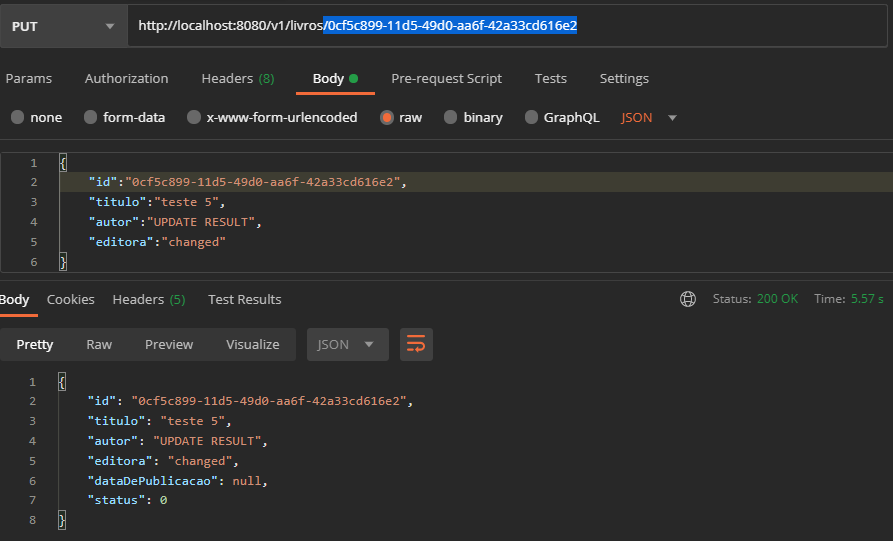 PUT http://localhost:8080/v1/livros/0cf5c899-11d5-49d0-aa6f-42a33cd616e2
Params Authorization Headers (8) Body Pre-request Script Tests Settings
none form-data x-www-form-urlencoded raw binary GraphQL JSON
1 {
2 "id":"0cf5c899-11d5-49d0-aa6f-42a33cd616e2",
3 "titulo":"teste 5",
4 "autor":"UPDATE RESULT",
5 "editora":"changed"
6 }
Body Cookies Headers (5) Test Results Status: 200 OK Time: 5.57 s
Pretty Raw Preview Visualize JSON
1 {
2 "id": "0cf5c899-11d5-49d0-aa6f-42a33cd616e2",
3 "titulo": "teste 5",
4 "autor": "UPDATE RESULT",
5 "editora": "changed",
6 "dataDePublicacao": null,
7 "status": 0
8 }